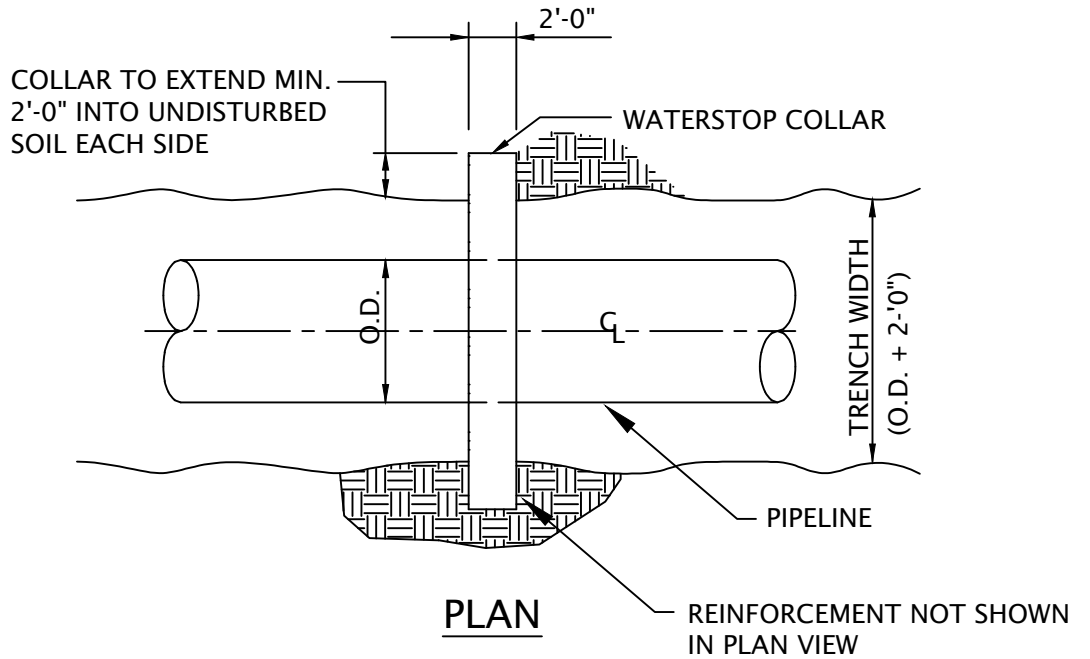 2'-0"
COLLAR TO EXTEND MIN.
2'-0" INTO UNDISTURBED
SOIL EACH SIDE
WATERSTOP COLLAR
O.D.
CL
TRENCH WIDTH
(O.D. + 2-'0")
PIPELINE
PLAN
REINFORCEMENT NOT SHOWN
IN PLAN VIEW